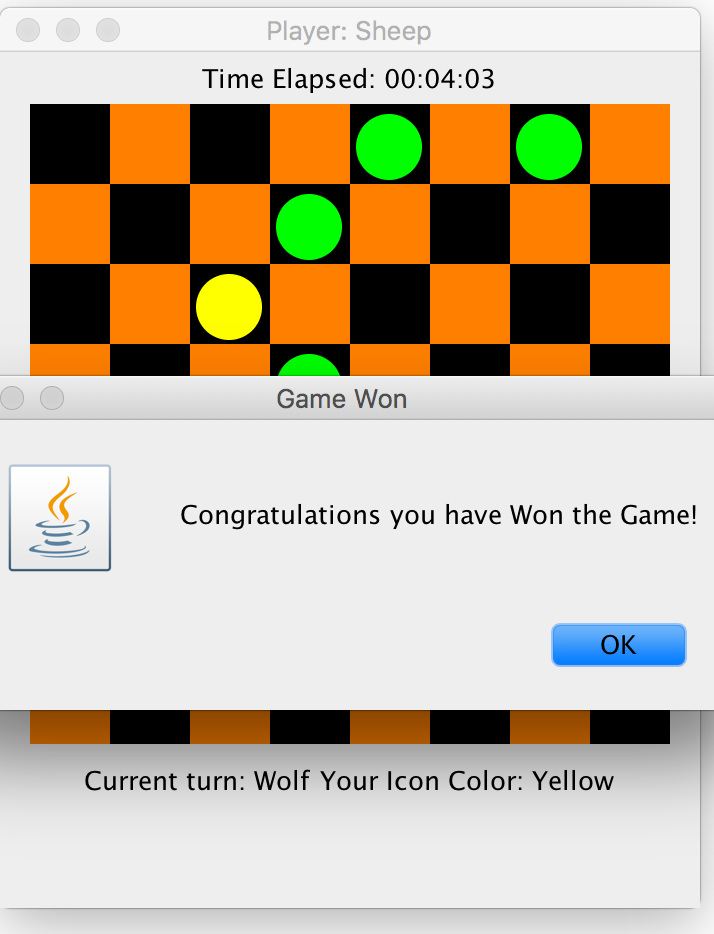 Player: Sheep
Time Elapsed: 00:04:03
Game Won
Congratulations you have Won the Game!
OK
Current turn: Wolf Your Icon Color: Yellow